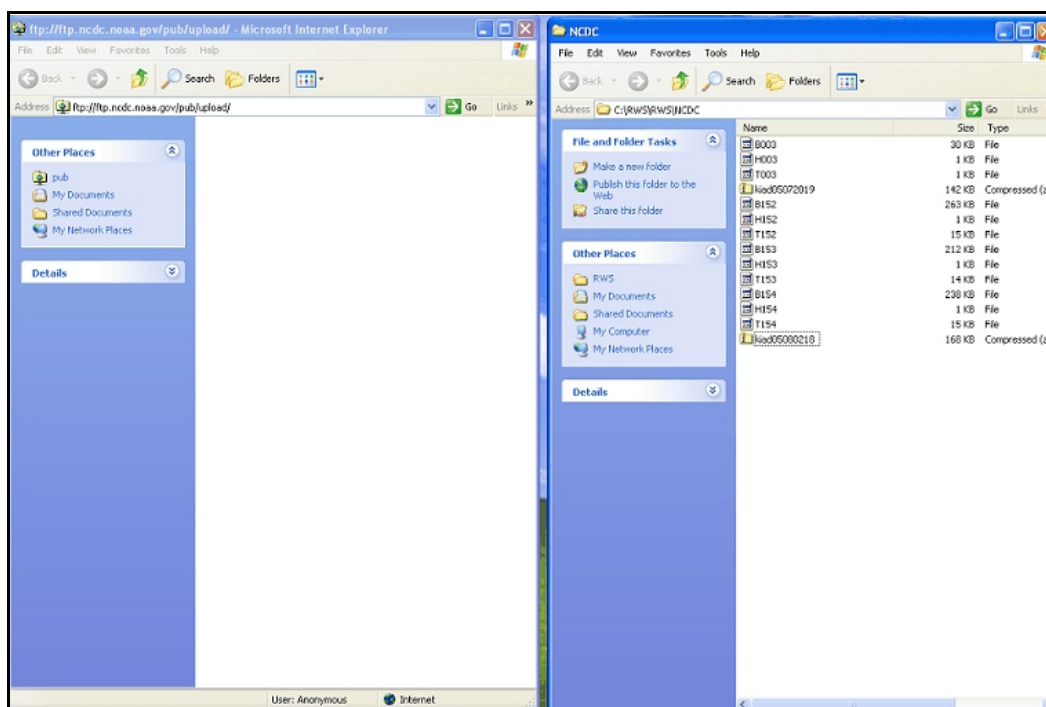 ftp://ftp.ncdc.noaa.gov/pub/upload/ - Microsoft Internet Explorer
File Edit View Favorites Tools Help
Back Search Folders
Address ftp://ftp.ncdc.noaa.gov/pub/upload/ Go Links »
Other Places
pub
My Documents
Shared Documents
My Network Places
Details
User: Anonymous Internet
NCDC
File Edit View Favorites Tools Help
Back Search Folders
Address C:\RWS\RWS\NCDC Go Links
File and Folder Tasks
Make a new folder
Publish this folder to the
Web
Share this folder
Other Places
RWS
My Documents
Shared Documents
My Computer
My Network Places
Details
Name Size Type
B003 30 KB File
H003 1 KB File
T003 1 KB File
kiad05072019 142 KB Compressed (z
B152 263 KB File
H152 1 KB File
T152 15 KB File
B153 212 KB File
H153 1 KB File
T153 14 KB File
B154 238 KB File
H154 1 KB File
T154 15 KB File
kiad05080218 168 KB Compressed (z